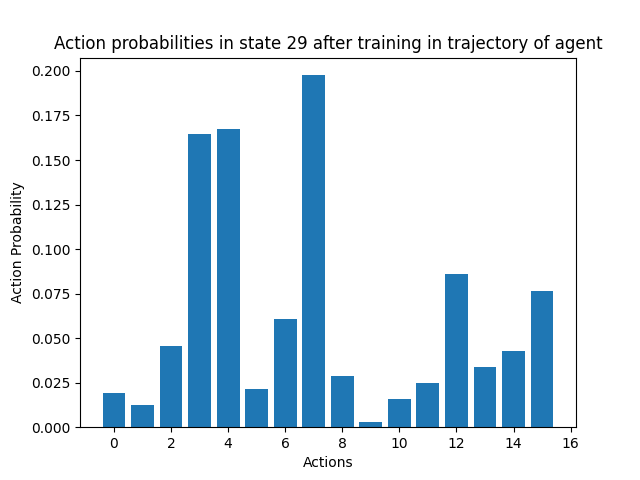 Action probabilities in state 29 after training in trajectory of agent
0.200
0.175
0.150
0.125
0.100
0.075
0.050
0.025
0.000
Action Probability
0 2 4 6 8 10 12 14 16
Actions